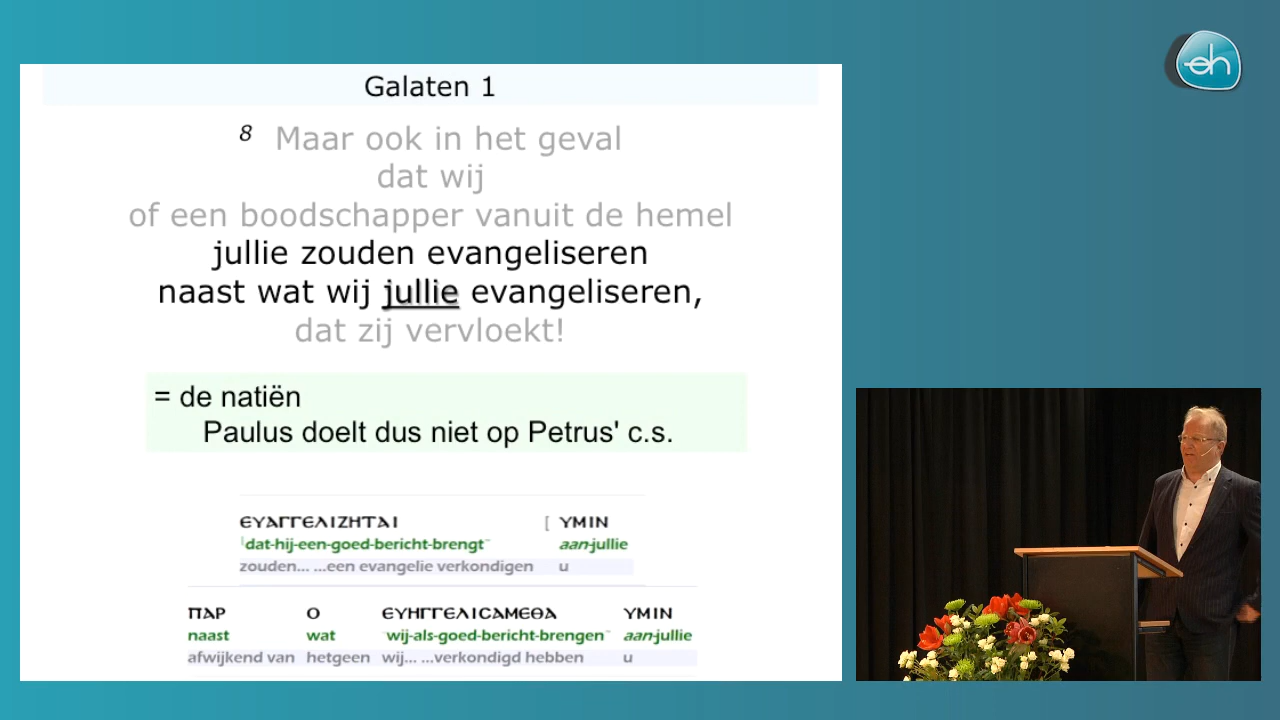 eh
Galaten 1
8 Maar ook in het geval
dat wij
of een boodschapper vanuit de hemel
jullie zouden evangeliseren
naast wat wij jullie evangeliseren,
dat zij vervloekt!
= de natiën
Paulus doelt dus niet op Petrus' c.s.
ЄΥΑΓΓЄΛΙΖΗΤΑΙ [ ΥΜΙΝ
dat-hij-een-goed-bericht-brengt aan-jullie
zouden... ...een evangelie verkondigen u
ΠΑΡ Ο ЄΥΗΓΓЄΛΙϹΑΜЄΘΑ ΥΜΙΝ
naast wat wij-als-goed-bericht-brengen aan-jullie
afwijkend van hetgeen wij... ...verkondigd hebben u